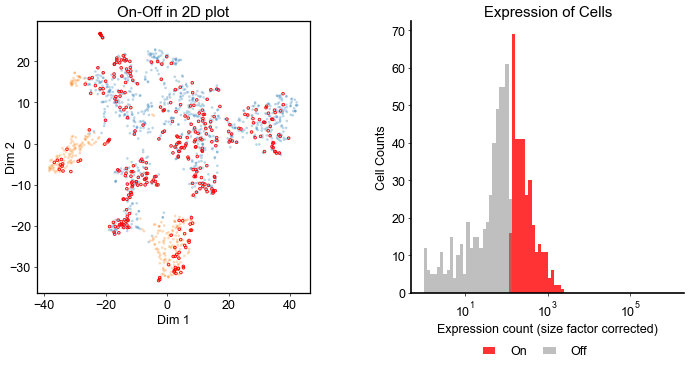 On-Off in 2D plot
Dim 2
20
10
0
−10
−20
−30
−40
−20
0
20
40
Dim 1
Expression of Cells
Cell Counts
70
60
50
40
30
20
10
0
10^1
10^3
10^5
Expression count (size factor corrected)
On
Off